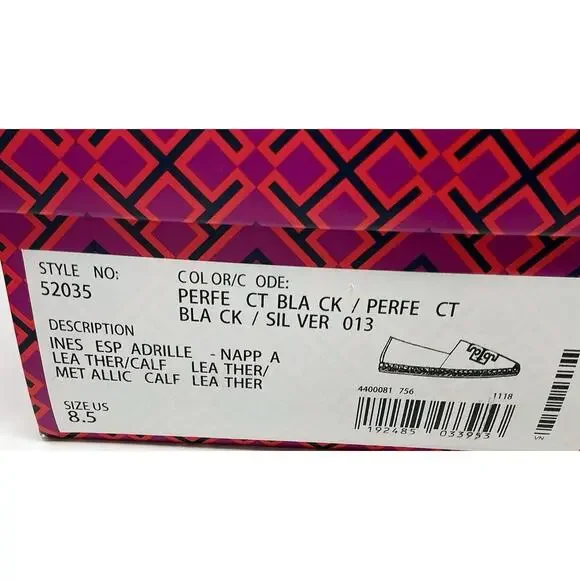 STYLE NO:
52035
COLOR/C ODE:
PERFE CT BLA CK / PERFE CT
BLA CK / SIL VER 013
DESCRIPTION
INES ESP ADRILLE - NAPP A
LEA THER/CALF LEA THER/
MET ALLIC CALF LEA THER
SIZE US
8.5
4400081 756
1118
192485 033953
VN